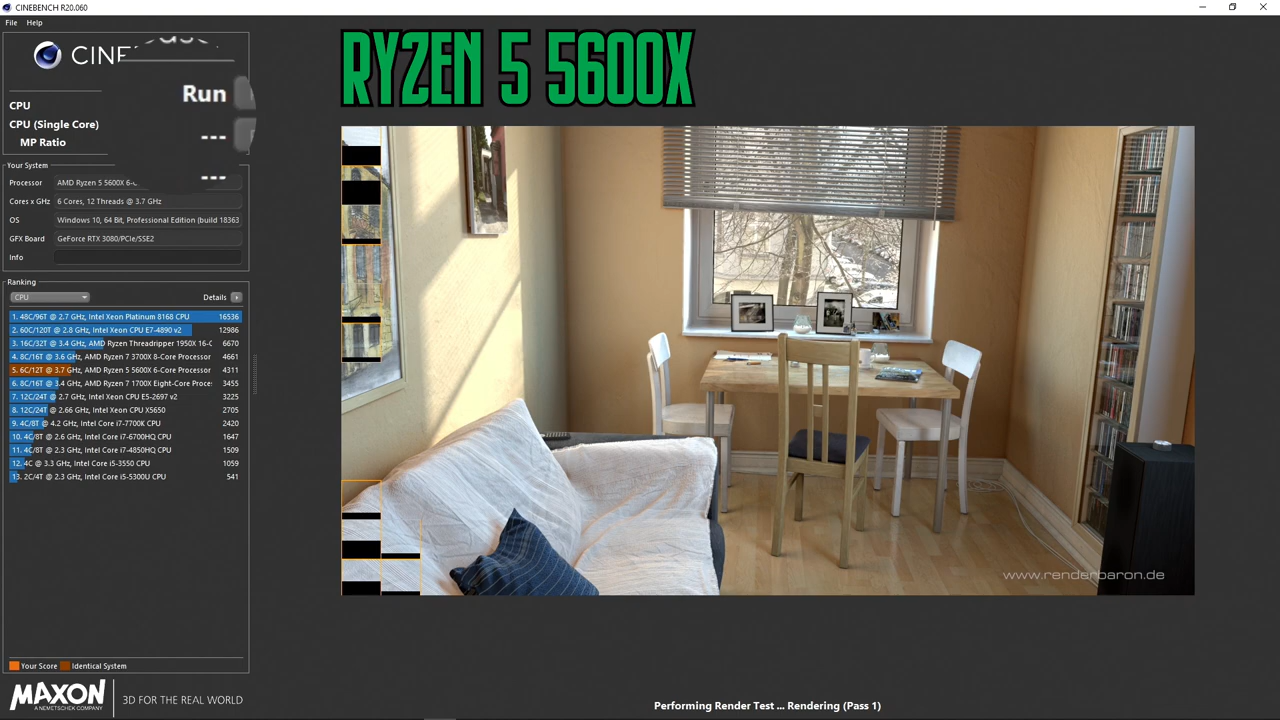 CINEBENCH R20.060
File Help
RYZEN 5 5600X
Run
CPU
CPU (Single Core)
---
MP Ratio
---
Your System
Processor AMD Ryzen 5 5600X 6-
Cores x GHz 6 Cores, 12 Threads @ 3.7 GHz
OS Windows 10, 64 Bit, Professional Edition (build 18363
GFX Board GeForce RTX 3080/PCIe/SSE2
Info
Ranking
CPU Details
1. 48C/96T @ 2.7 GHz, Intel Xeon Platinum 8168 CPU 16536
2. 60C/120T @ 2.8 GHz, Intel Xeon CPU E7-4890 v2 12986
3. 16C/32T @ 3.4 GHz, AMD Ryzen Threadripper 1950X 16-C 6670
4. 8C/16T @ 3.6 GHz, AMD Ryzen 7 3700X 8-Core Processor 4661
5. 6C/12T @ 3.7 GHz, AMD Ryzen 5 5600X 6-Core Processor 4311
6. 8C/16T @ 3.4 GHz, AMD Ryzen 7 1700X Eight-Core Proces 3455
7. 12C/24T @ 2.7 GHz, Intel Xeon CPU E5-2697 v2 3225
8. 12C/24T @ 2.66 GHz, Intel Xeon CPU X5650 2705
9. 4C/8T @ 4.2 GHz, Intel Core i7-7700K CPU 2420
10. 4C/8T @ 2.6 GHz, Intel Core i7-6700HQ CPU 1647
11. 4C/8T @ 2.3 GHz, Intel Core i7-4850HQ CPU 1509
12. 4C @ 3.3 GHz, Intel Core i5-3550 CPU 1059
13. 2C/4T @ 2.3 GHz, Intel Core i5-5300U CPU 541
www.renderbaron.de
Your Score Identical System
MAXON
A NEMETSCHEK COMPANY
3D FOR THE REAL WORLD
Performing Render Test ... Rendering (Pass 1)